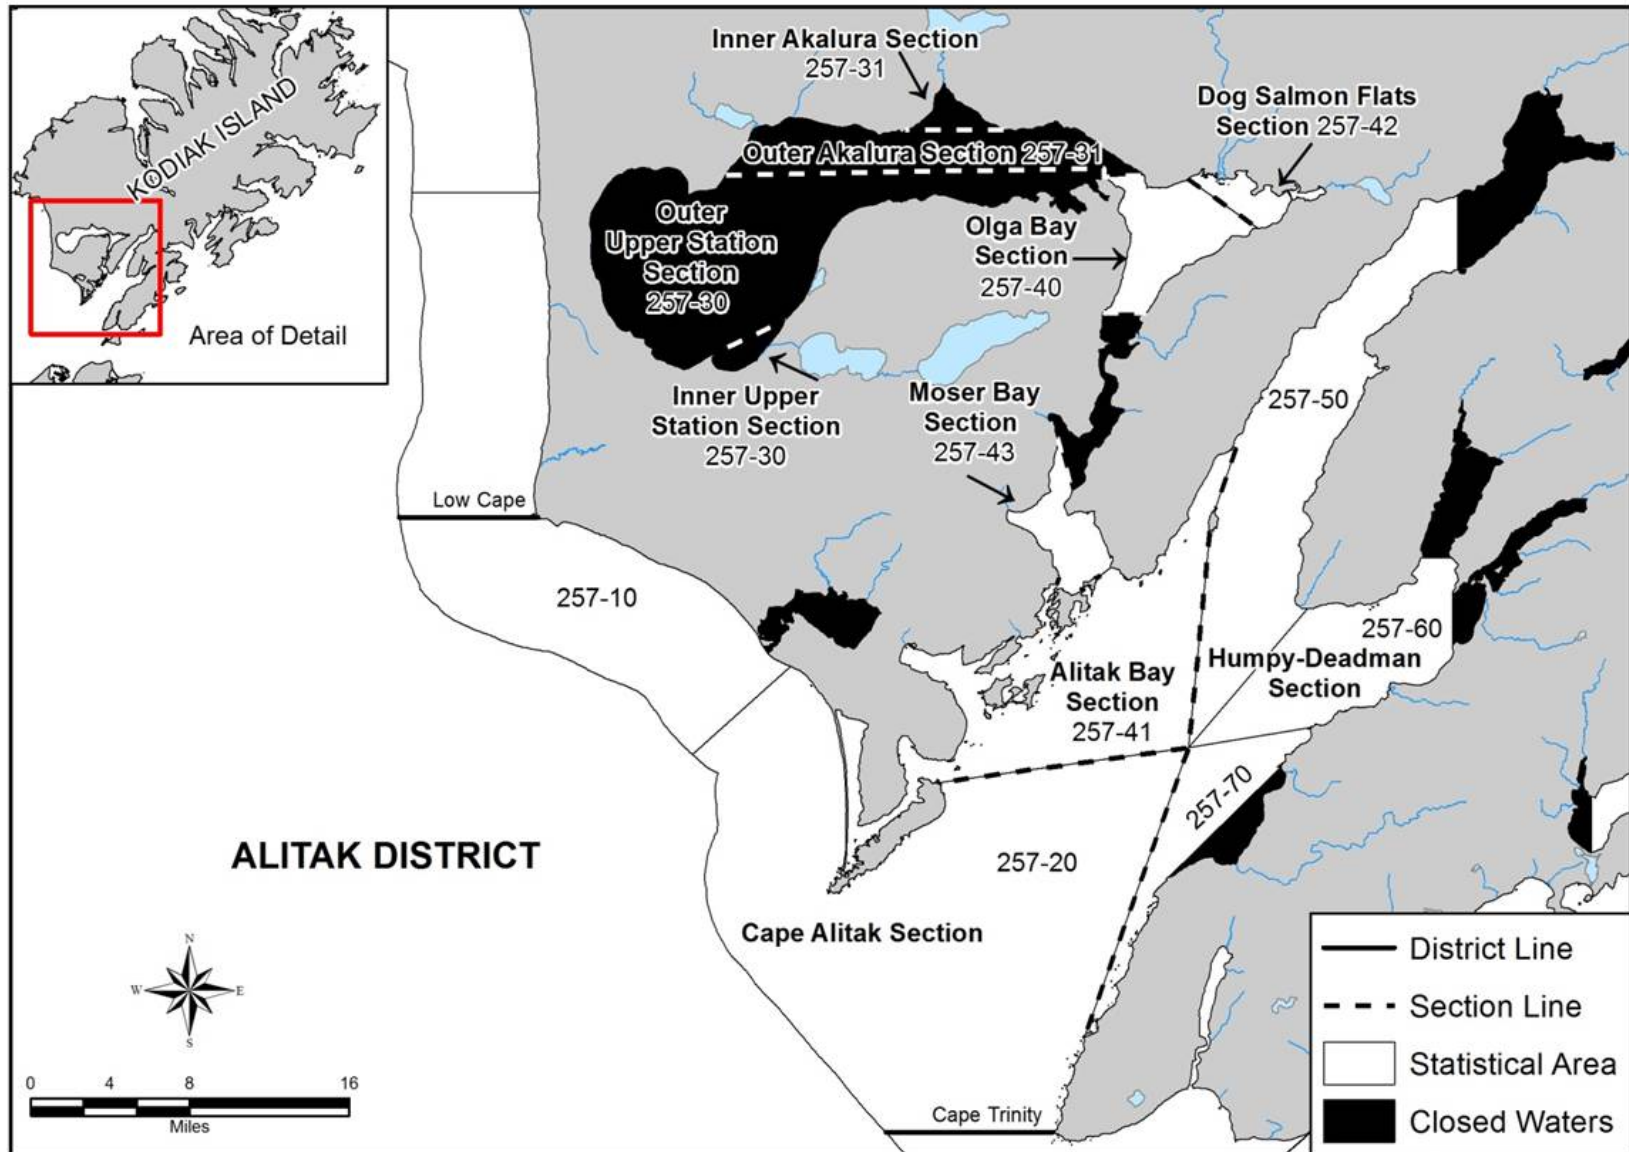 KODIAK ISLAND
Area of Detail
Inner Akalura Section
257-31
Dog Salmon Flats
Section 257-42
Outer Akalura Section 257-31
Outer
Upper Station
Section
257-30
Olga Bay
Section
257-40
Inner Upper
Station Section
257-30
Moser Bay
Section
257-43
257-50
Low Cape
257-10
257-60
Humpy-Deadman
Section
Alitak Bay
Section
257-41
257-70
257-20
ALITAK DISTRICT
Cape Alitak Section
N
W
E
S
0 4 8 16
Miles
Cape Trinity
District Line
Section Line
Statistical Area
Closed Waters